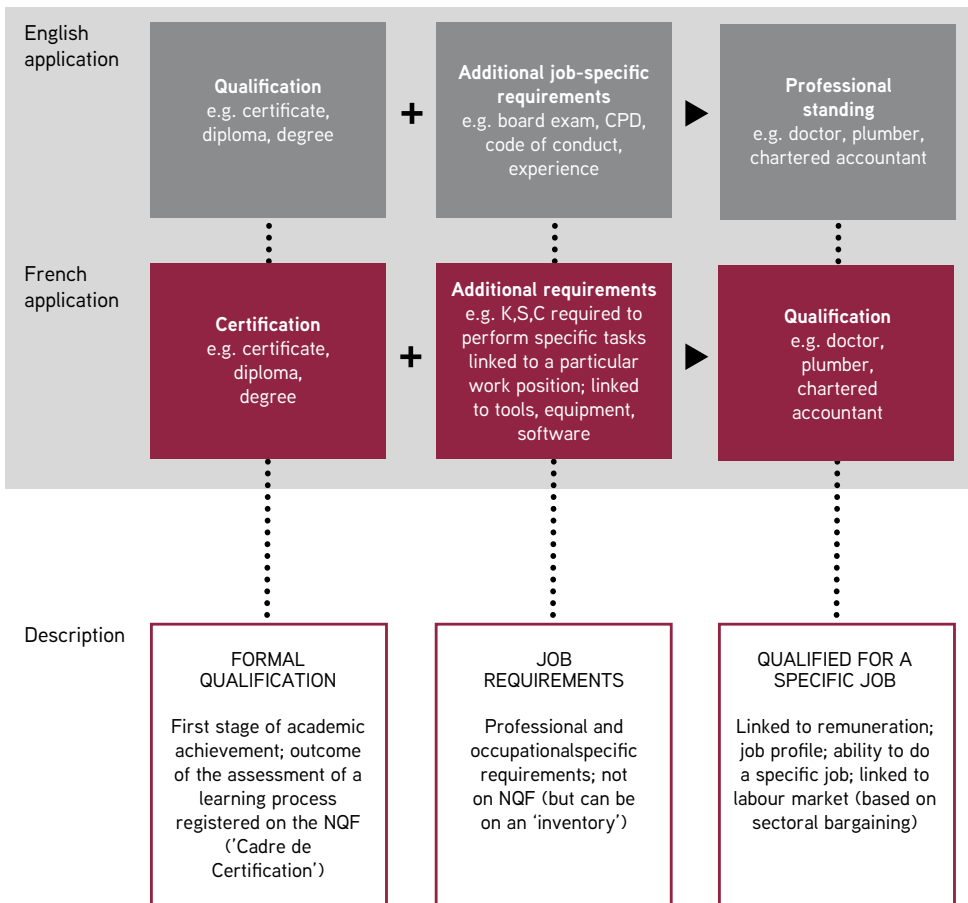 English
application
Qualification
e.g. certificate,
diploma, degree
+
Additional job-specific
requirements
e.g. board exam, CPD,
code of conduct,
experience
Professional
standing
e.g. doctor, plumber,
chartered accountant
French
application
Certification
e.g. certificate,
diploma,
degree
+
Additional requirements
e.g. K,S,C required to
perform specific tasks
linked to a particular
work position; linked
to tools, equipment,
software
Qualification
e.g. doctor,
plumber,
chartered
accountant
Description
FORMAL
QUALIFICATION
First stage of academic
achievement; outcome
of the assessment of a
learning process
registered on the NQF
('Cadre de
Certification')
JOB
REQUIREMENTS
Professional and
occupationalspecific
requirements; not
on NQF (but can be
on an 'inventory')
QUALIFIED FOR A
SPECIFIC JOB
Linked to remuneration;
job profile; ability to do
a specific job; linked to
labour market (based on
sectoral bargaining)